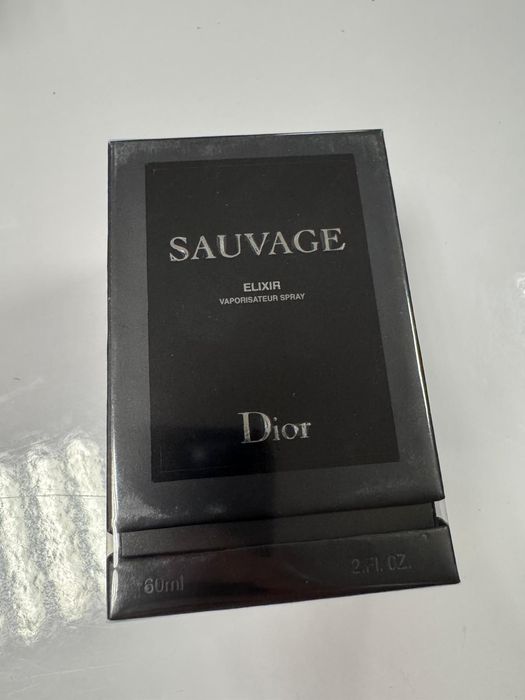 SAUVAGE
ELIXIR
VAPORISATEUR SPRAY
Dior
60ml 2.Fl. OZ.